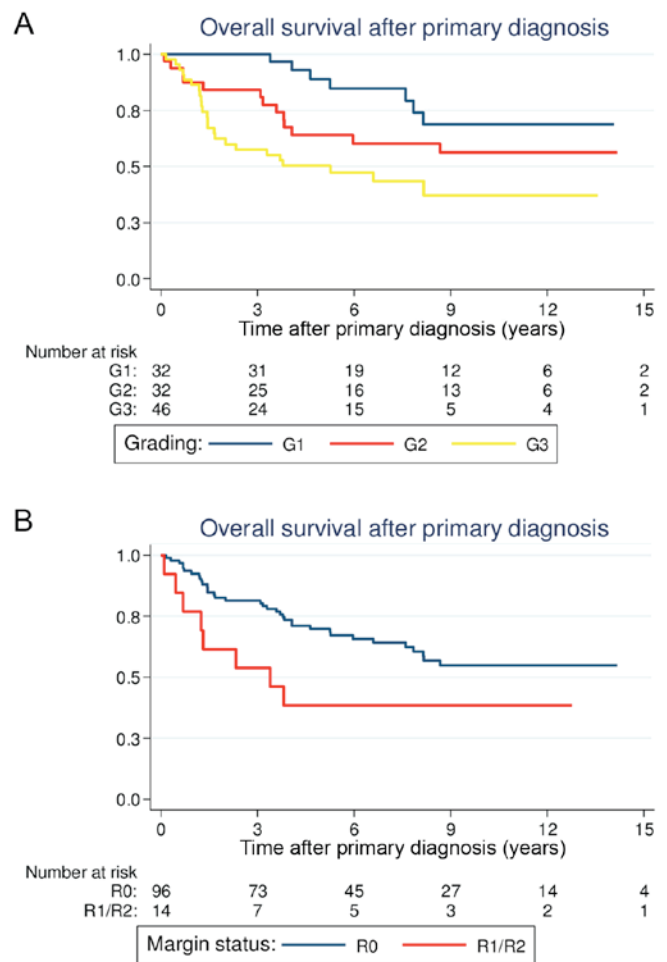 A
Overall survival after primary diagnosis
1.0
0.8
0.5
0.3
0.0
0 3 6 9 12 15
Time after primary diagnosis (years)
Number at risk
G1: 32 31 19 12 6 2
G2: 32 25 16 13 6 2
G3: 46 24 15 5 4 1
Grading: G1 G2 G3
B
Overall survival after primary diagnosis
1.0
0.8
0.5
0.3
0.0
0 3 6 9 12 15
Time after primary diagnosis (years)
Number at risk
R0: 96 73 45 27 14 4
R1/R2: 14 7 5 3 2 1
Margin status: R0 R1/R2